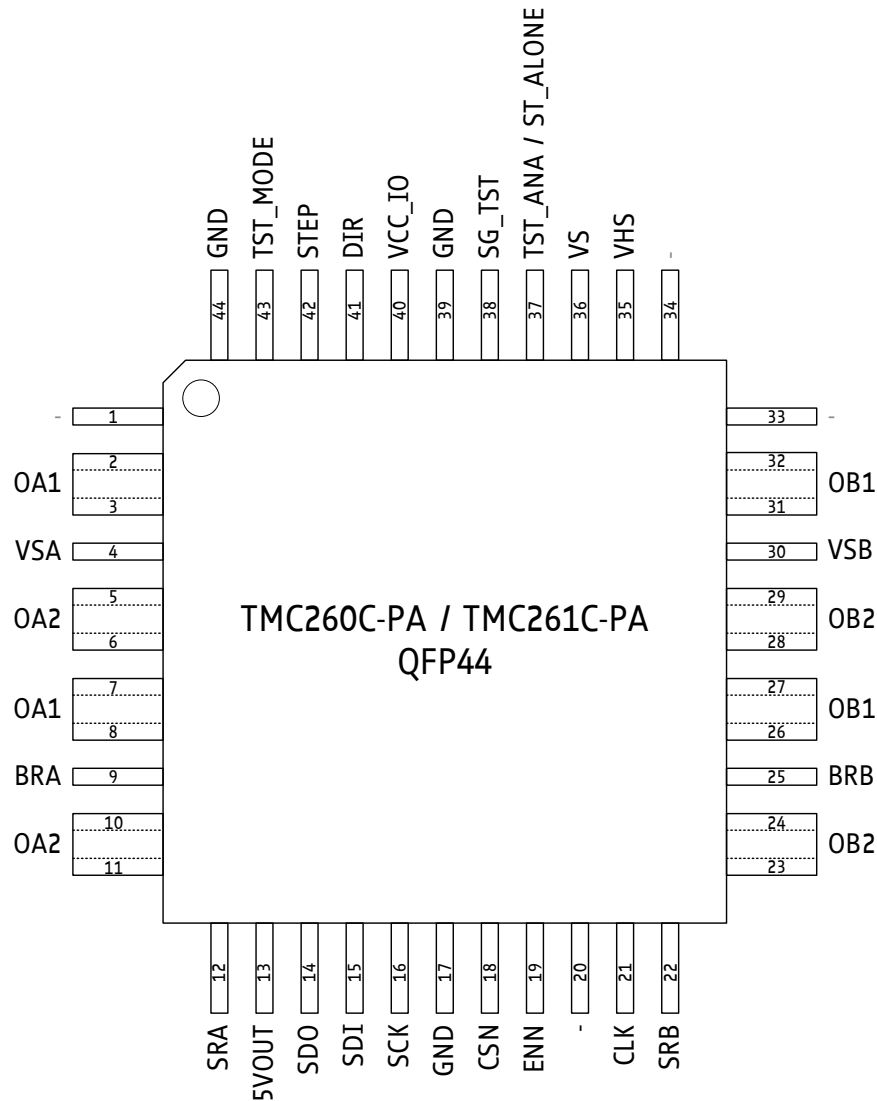 GND
TST_MODE
STEP
DIR
VCC_IO
GND
SG_TST
TST_ANA / ST_ALONE
VS
VHS
-
44
43
42
41
40
39
38
37
36
35
34
-
1
33
-
OA1
2
3
32
31
OB1
VSA
4
30
VSB
OA2
5
6
29
28
OB2
TMC260C-PA / TMC261C-PA
QFP44
OA1
7
8
27
26
OB1
BRA
9
25
BRB
OA2
10
11
24
23
OB2
12
13
14
15
16
17
18
19
20
21
22
SRA
5VOUT
SDO
SDI
SCK
GND
CSN
ENN
-
CLK
SRB